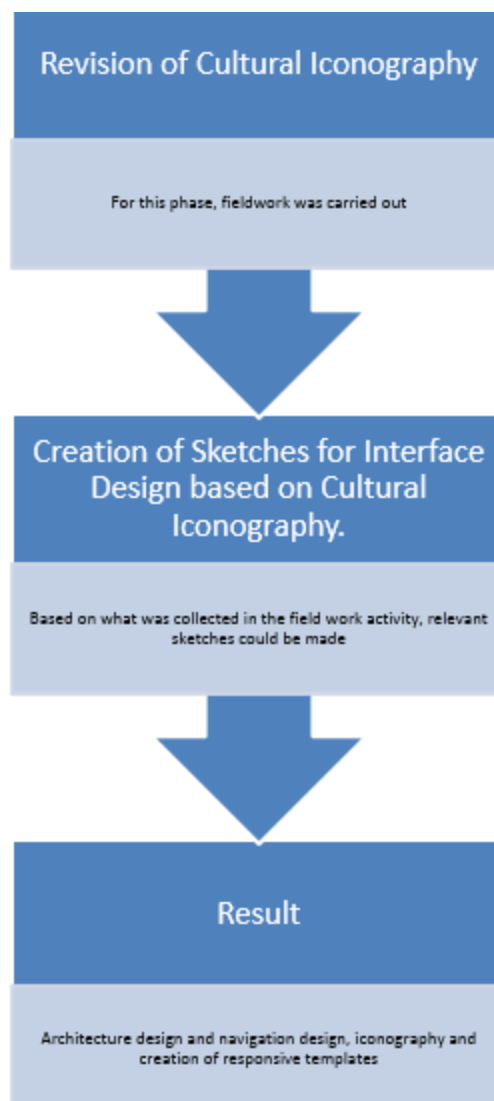 Revision of Cultural Iconography
For this phase, fieldwork was carried out
Creation of Sketches for Interface
Design based on Cultural
Iconography.
Based on what was collected in the field work activity, relevant
sketches could be made
Result
Architecture design and navigation design, iconography and
creation of responsive templates